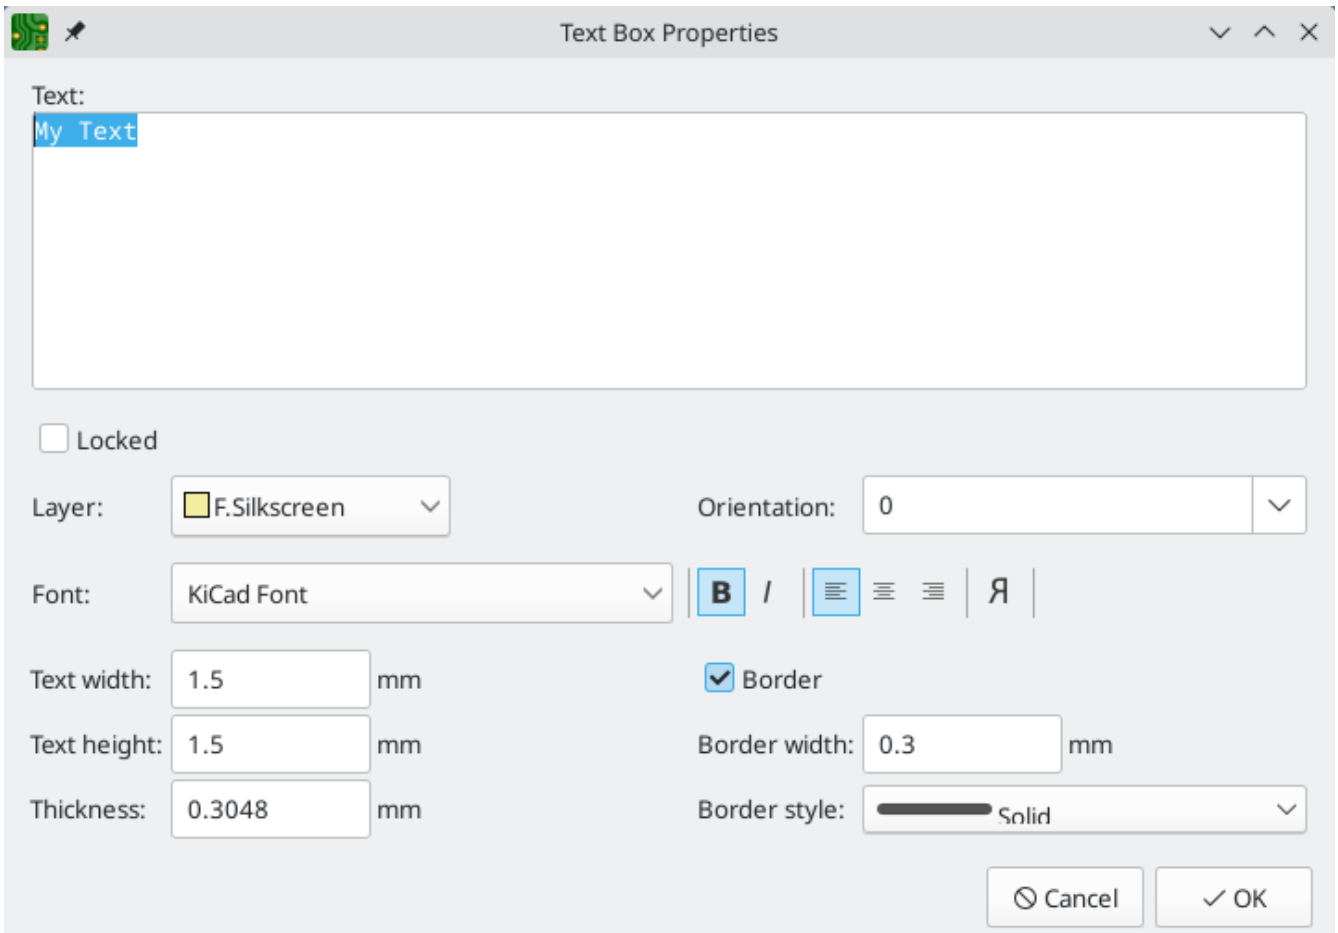 Text Box Properties
Text:
My Text
Locked
Layer: F.Silkscreen Orientation: 0
Font: KiCad Font B I Я
Text width: 1.5 mm Border
Text height: 1.5 mm Border width: 0.3 mm
Thickness: 0.3048 mm Border style: Solid
Cancel OK